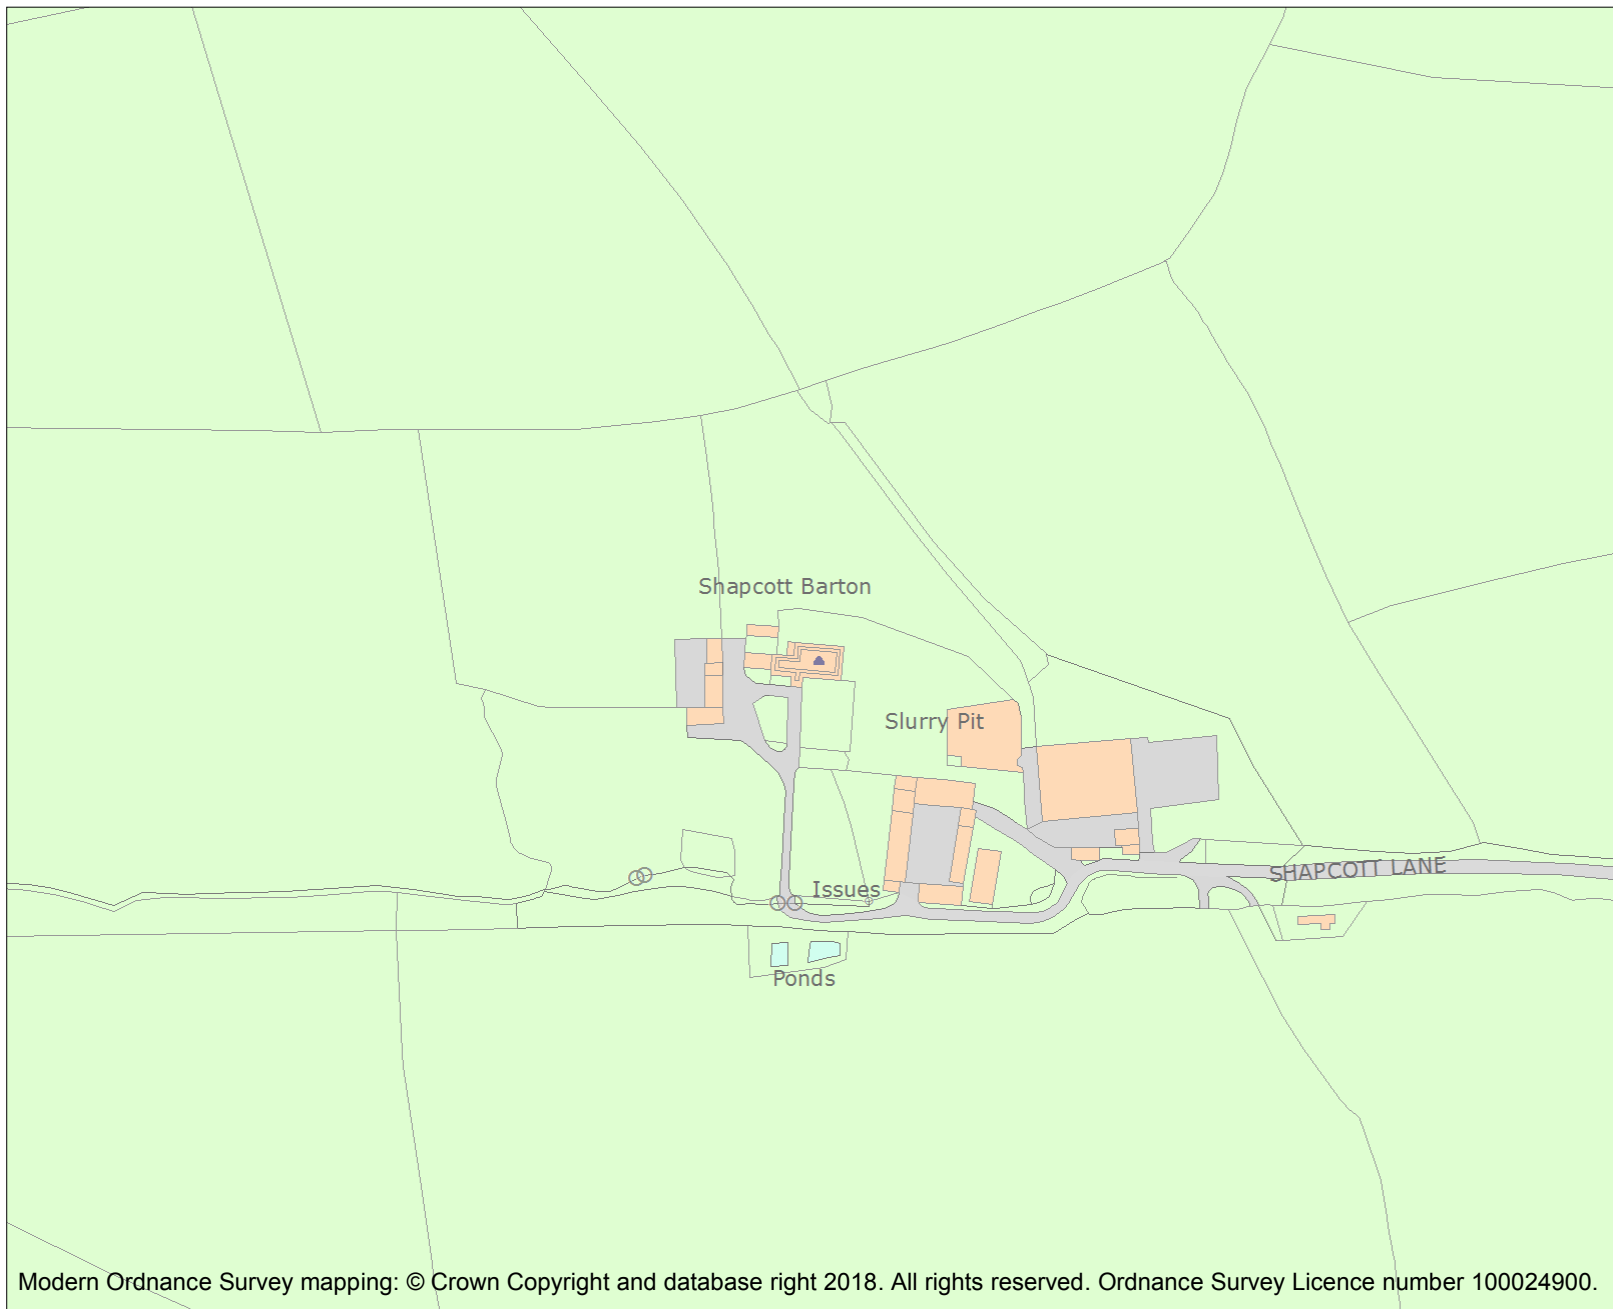 Shapcott Barton
Slurry Pit
SHAPCOTT LANE
Issues
Ponds
Modern Ordnance Survey mapping: © Crown Copyright and database right 2018. All rights reserved. Ordnance Survey Licence number 100024900.